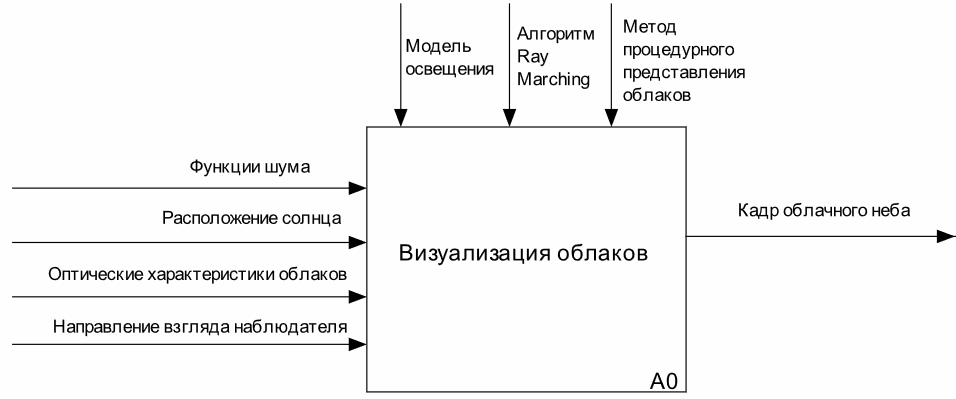 Модель
освещения
Алгоритм
Ray
Marching
Метод
процедурного
представления
облаков
Функции шума
Расположение солнца
Оптические характеристики облаков
Направление взгляда наблюдателя
Визуализация облаков
Кадр облачного неба
A0